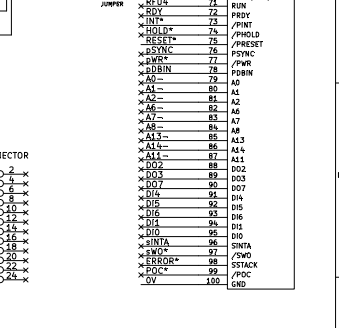 JUMPER
RFU4 71 RUN
RDY 72 PRDY
INT* 73 /PINT
HOLD* 74 /PHOLD
RESET* 75 /PRESET
pSYNC 76 PSYNC
pWR* 77 /PWR
pDBIN 78 PDBIN
A0- 79 A0
A1- 80 A1
A2- 81 A2
A6- 82 A6
A7- 83 A7
A8- 84 A8
A13- 85 A13
A14- 86 A14
A11- 87 A11
DO2 88 DO2
DO3 89 DO3
DO7 90 DO7
DI4 91 DI4
DI5 92 DI5
DI6 93 DI6
DI1 94 DI1
DI0 95 DI0
sINTA 96 SINTA
sWO* 97 /SWO
ERROR* 98 SSTACK
POC* 99 /POC
0V 100 GND
NECTOR
2
4
6
8
10
12
14
16
18
20
22
24